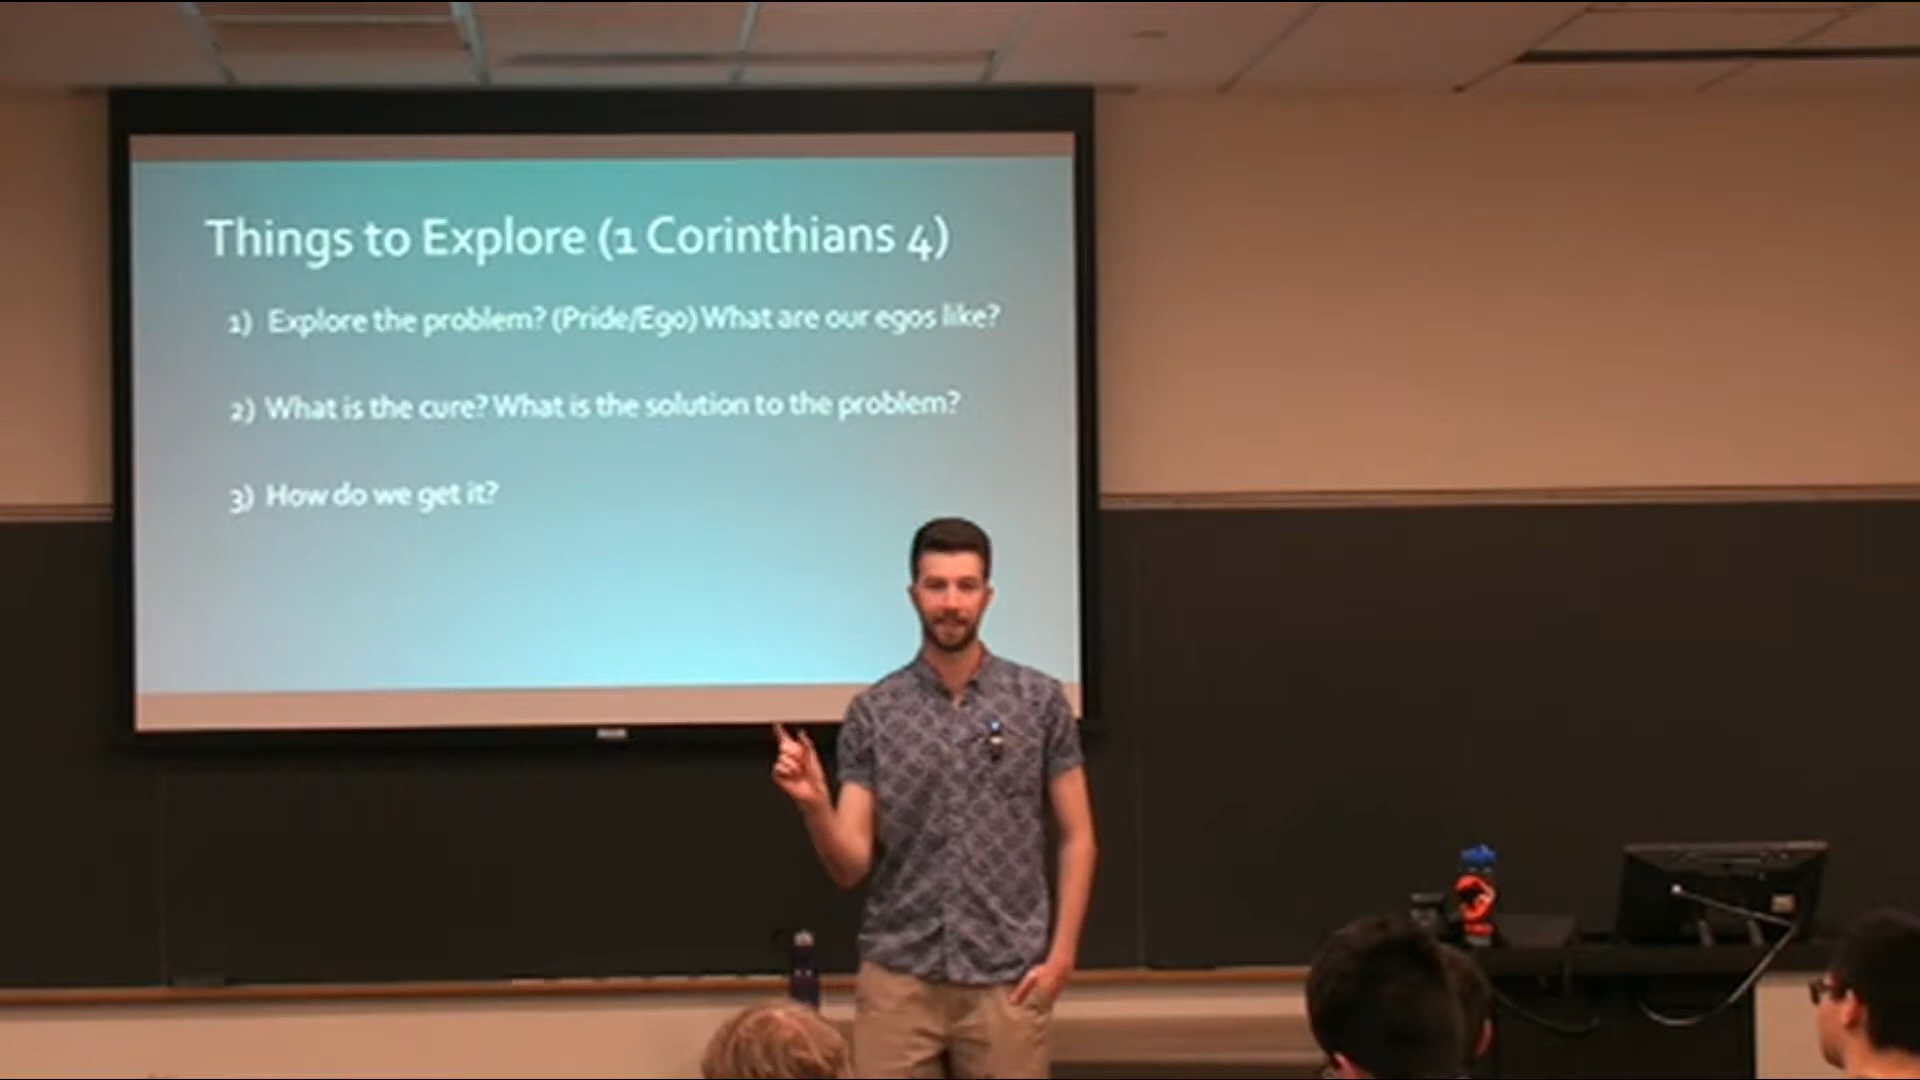 Things to Explore (1 Corinthians 4)
1) Explore the problem? (Pride/Ego) What are our egos like?
2) What is the cure? What is the solution to the problem?
3) How do we get it?